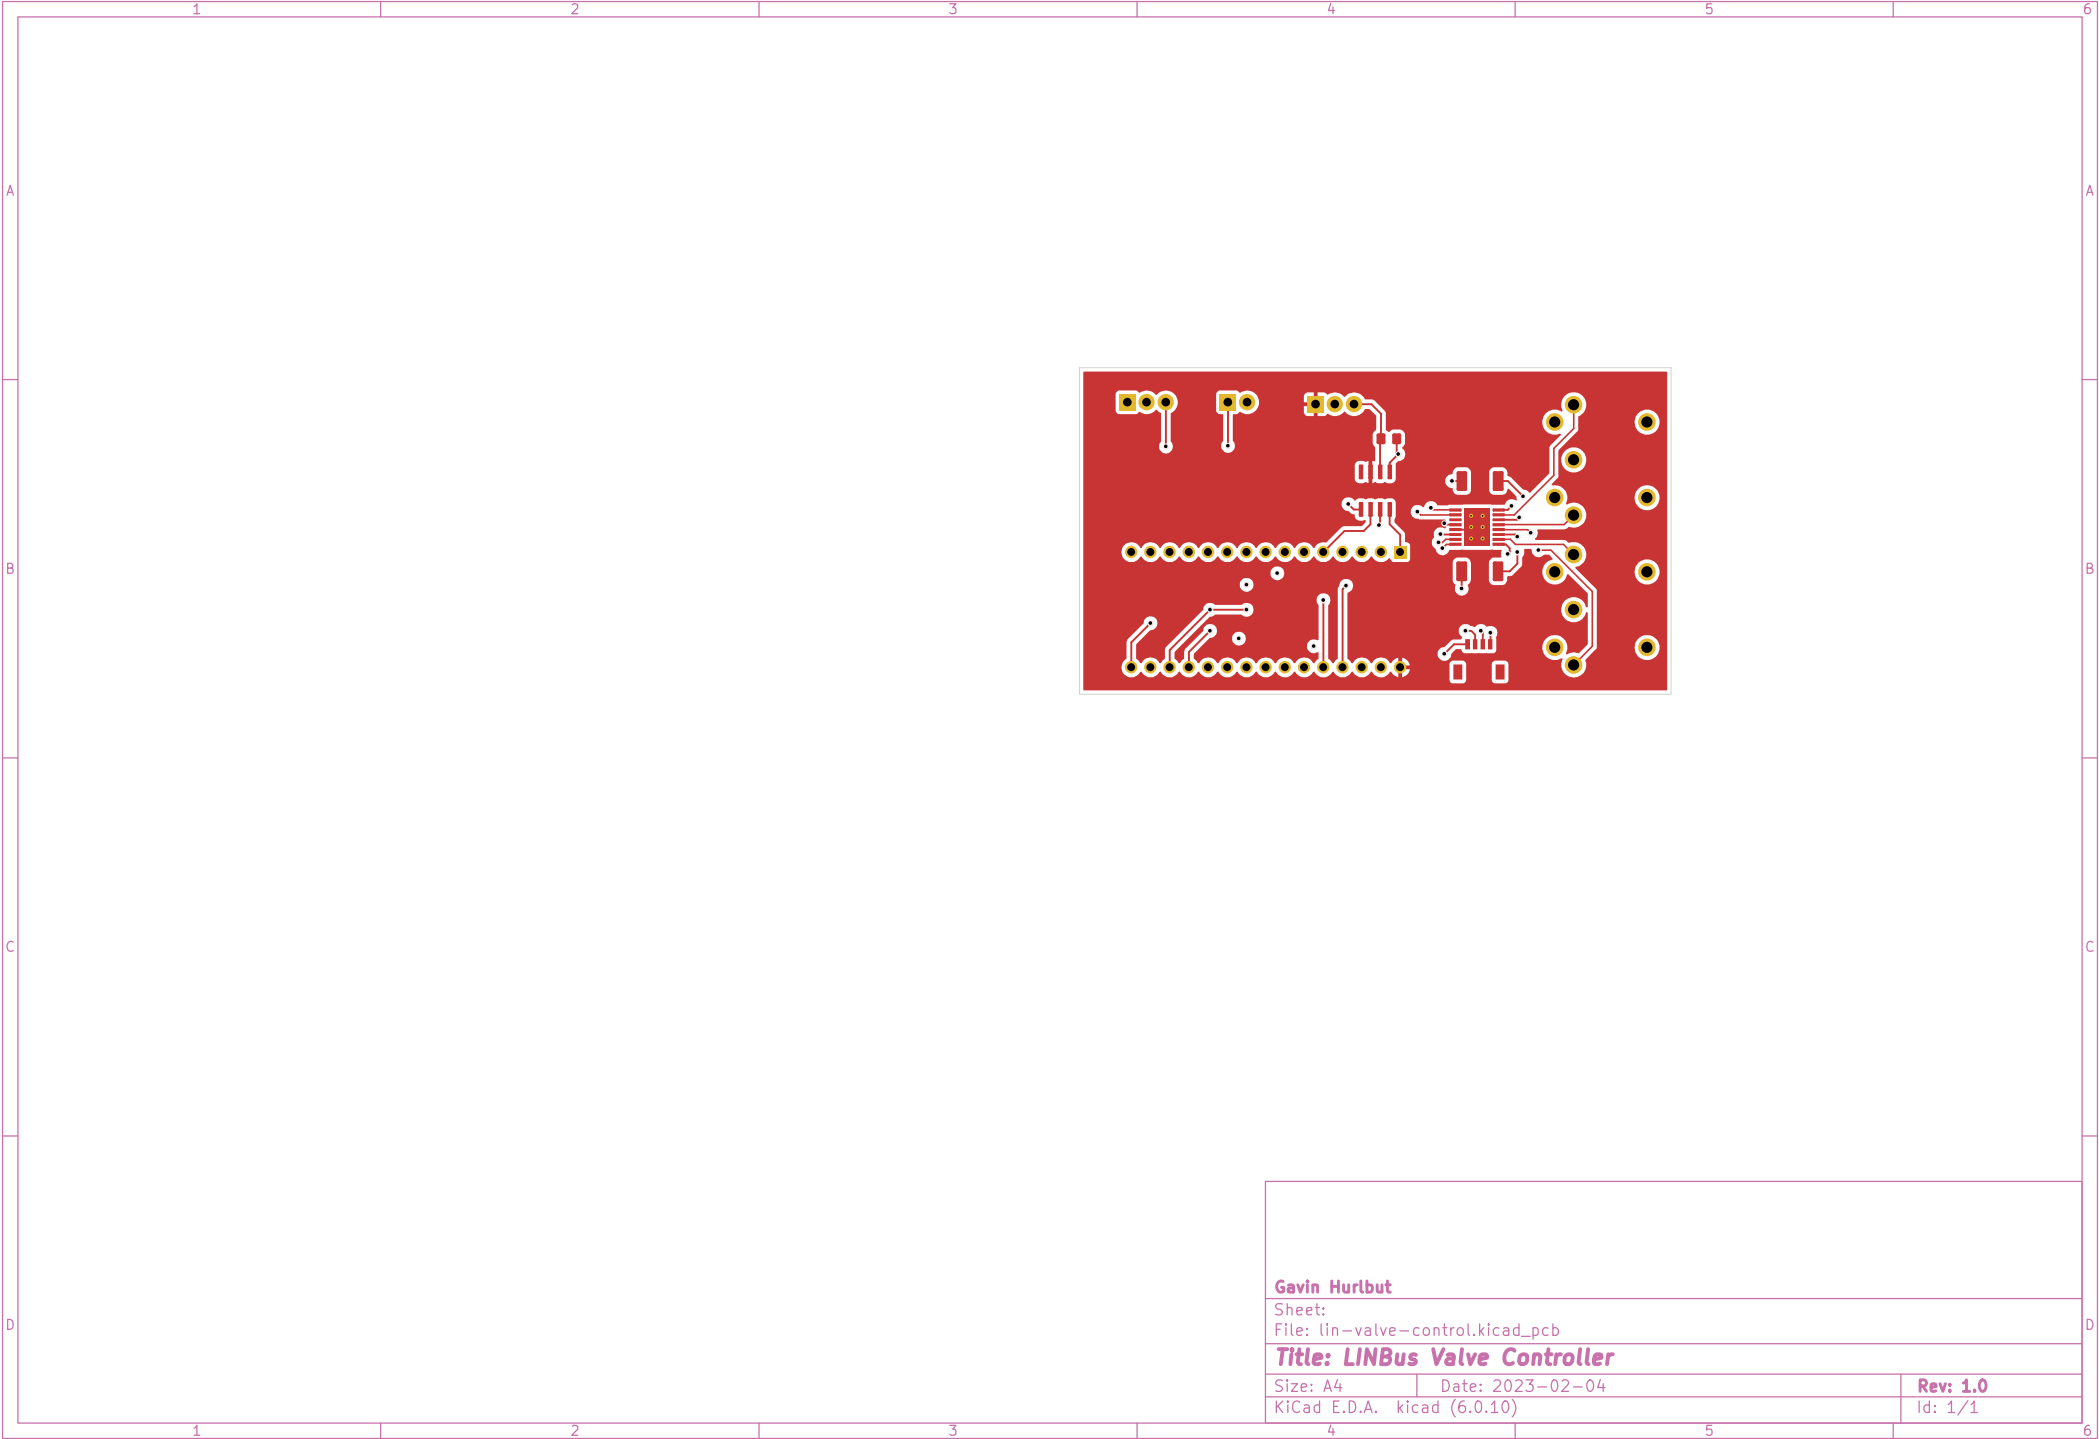 1 2 3 4 5 6
A A
B B
C C
Gavin Hurlbut
Sheet:
File: lin-valve-control.kicad_pcb
D D
Title: LINBus Valve Controller
Size: A4 Date: 2023-02-04 Rev: 1.0
KiCad E.D.A. kicad (6.0.10) Id: 1/1
1 2 3 4 5 6